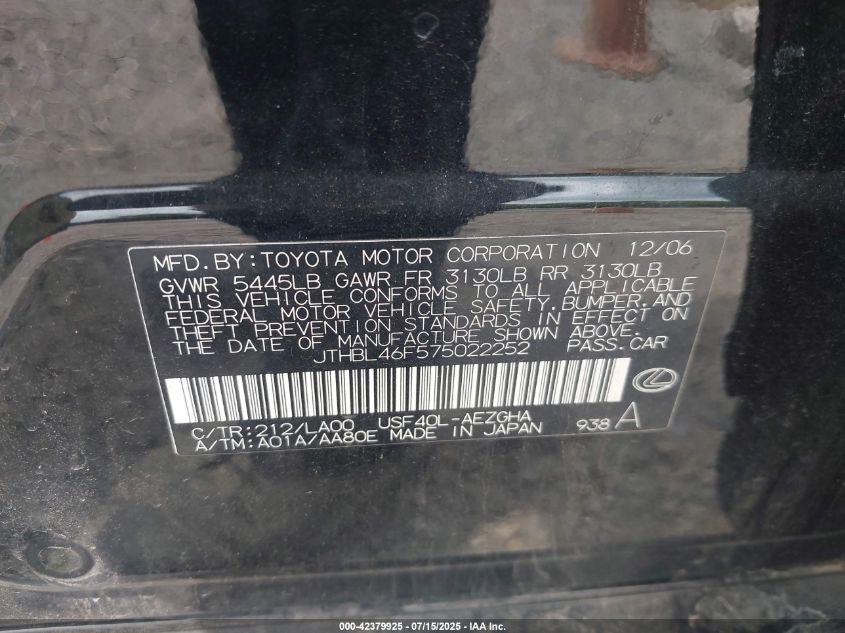 MFD. BY: TOYOTA MOTOR CORPORATION 12/06
GVWR 5445LB GAWR FR 3130LB RR 3130LB
THIS VEHICLE CONFORMS TO ALL APPLICABLE
FEDERAL MOTOR VEHICLE SAFETY, BUMPER, AND
THEFT PREVENTION STANDARDS IN EFFECT ON
THE DATE OF MANUFACTURE SHOWN ABOVE.
JTHBL46F575022252 PASS. CAR
C/TR: 212/LA00 USF40L-AEZGHA
A/TM: A01A/AA80E MADE IN JAPAN 938 A
000-42379925 - 07/15/2025 - IAA Inc.